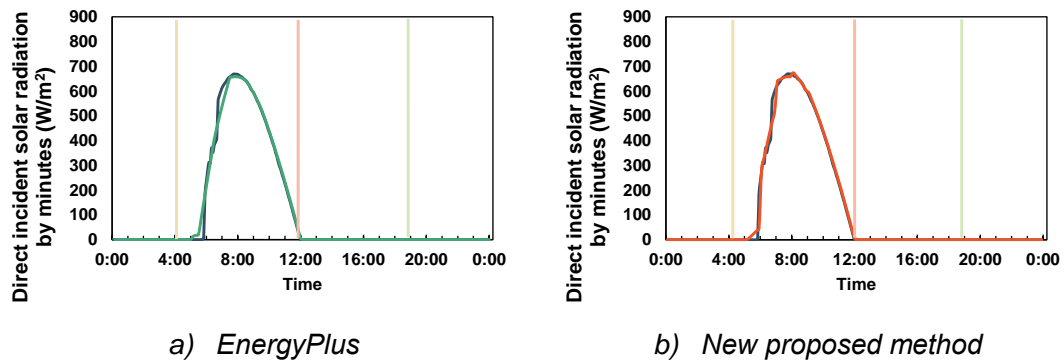 Direct incident solar radiation
by minutes (W/m²)
900
800
700
600
500
400
300
200
100
0
0:00 4:00 8:00 12:00 16:00 20:00 0:00
Time
a) EnergyPlus
Direct incident solar radiation
by minutes (W/m²)
900
800
700
600
500
400
300
200
100
0
0:00 4:00 8:00 12:00 16:00 20:00 0:00
Time
b) New proposed method